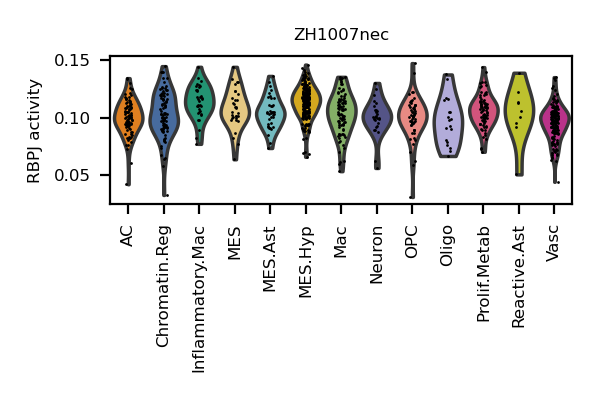 ZH1007nec
RBPJ activity
0.15
0.10
0.05
AC
Chromatin.Reg
Inflammatory.Mac
MES
MES.Ast
MES.Hyp
Mac
Neuron
OPC
Oligo
Prolif.Metab
Reactive.Ast
Vasc